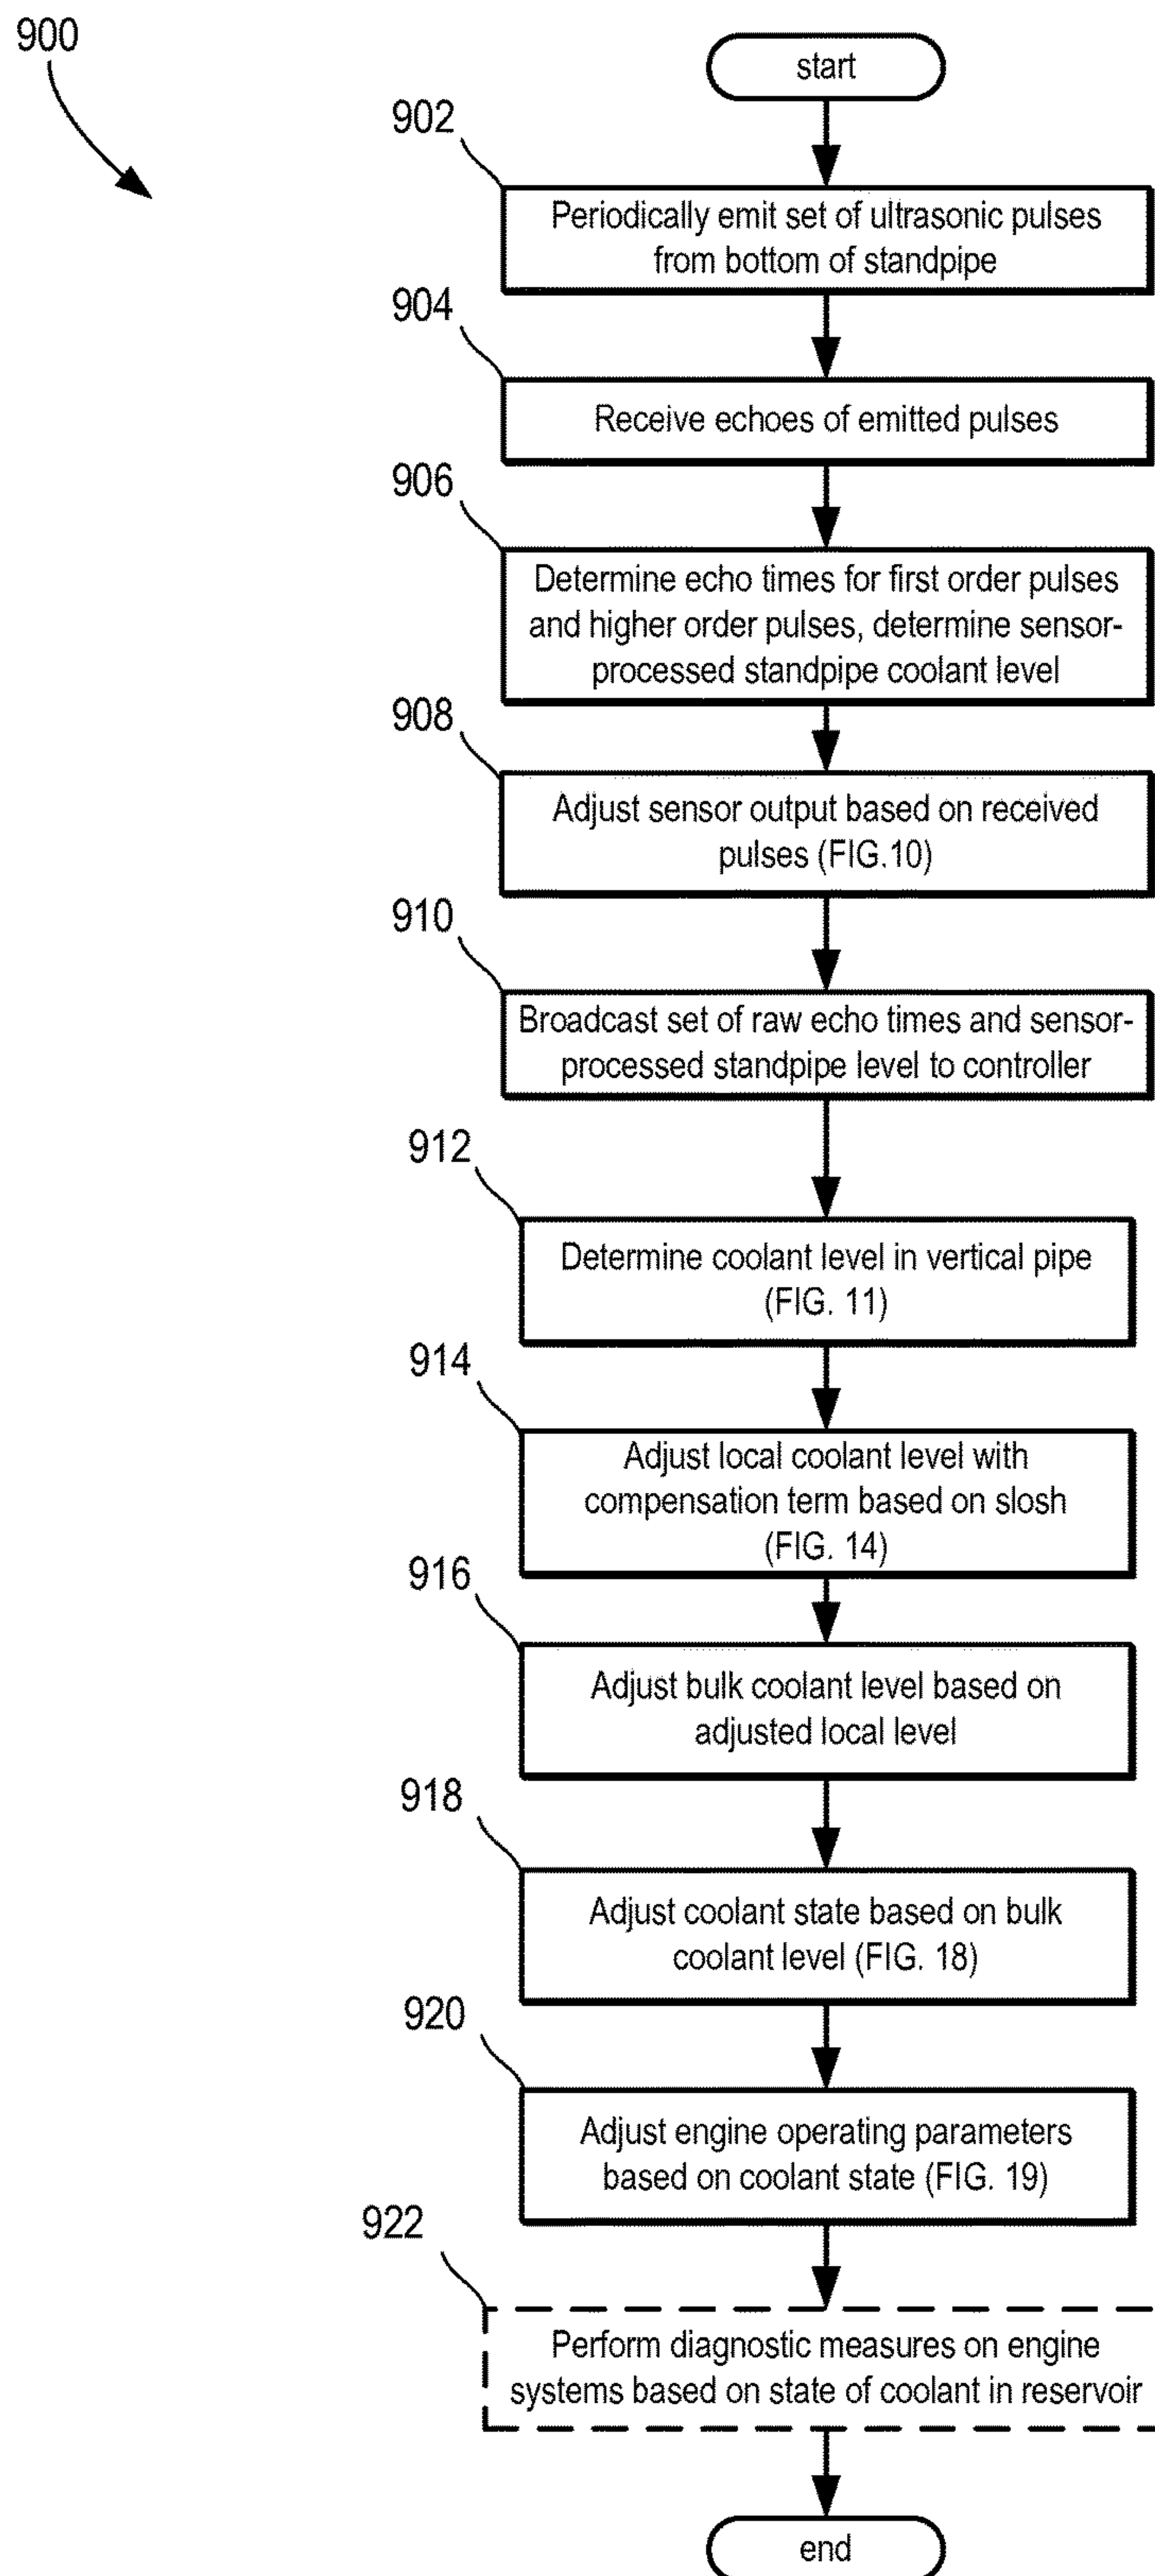 900
start
902
Periodically emit set of ultrasonic pulses
from bottom of standpipe
904
Receive echoes of emitted pulses
906
Determine echo times for first order pulses
and higher order pulses, determine sensor-
processed standpipe coolant level
908
Adjust sensor output based on received
pulses (FIG.10)
910
Broadcast set of raw echo times and sensor-
processed standpipe level to controller
912
Determine coolant level in vertical pipe
(FIG. 11)
914
Adjust local coolant level with
compensation term based on slosh
(FIG. 14)
916
Adjust bulk coolant level based on
adjusted local level
918
Adjust coolant state based on bulk
coolant level (FIG. 18)
920
Adjust engine operating parameters
based on coolant state (FIG. 19)
922
Perform diagnostic measures on engine
systems based on state of coolant in reservoir
end